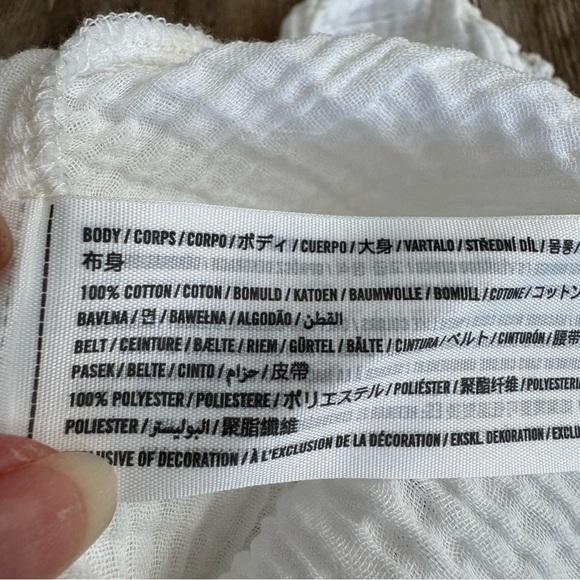 BODY / CORPS / CORPO / ボディ / CUERPO / 大身 / VARTALO / STŘEDNÍ DÍL / 몸통/
布身
100% COTTON / COTON / BOMULD / KATOEN / BAUMWOLLE / BOMULL / COTONE / コットン
BAVLNA / 면 / BAWEŁNA / ALGODÃO / القطن
BELT / CEINTURE / BÆLTE / RIEM / GÜRTEL / BÄLTE / CINTURA / ベルト / CINTURÓN / 腰带
PASEK / BELTE / CINTO / حزام / 皮帶
100% POLYESTER / POLIESTERE / ポリエステル / POLIÉSTER / 聚酯纤维 / POLYESTERI
POLIESTER / البوليستر / 聚脂纖維
USIVE OF DECORATION / À L'EXCLUSION DE LA DÉCORATION / EKSKL. DEKORATION / EXCLU